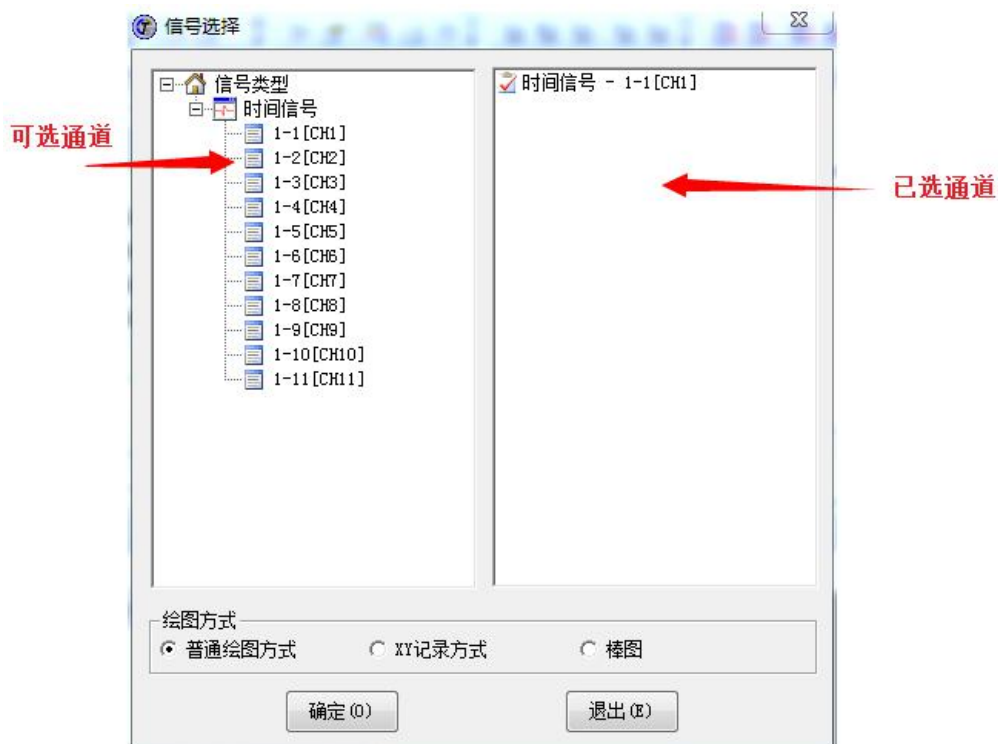 信号选择
信号类型
时间信号
1-1[CH1]
1-2[CH2]
1-3[CH3]
1-4[CH4]
1-5[CH5]
1-6[CH6]
1-7[CH7]
1-8[CH8]
1-9[CH9]
1-10[CH10]
1-11[CH11]
可选通道
时间信号 - 1-1[CH1]
已选通道
绘图方式
普通绘图方式 XY记录方式 棒图
确定(O) 退出(E)